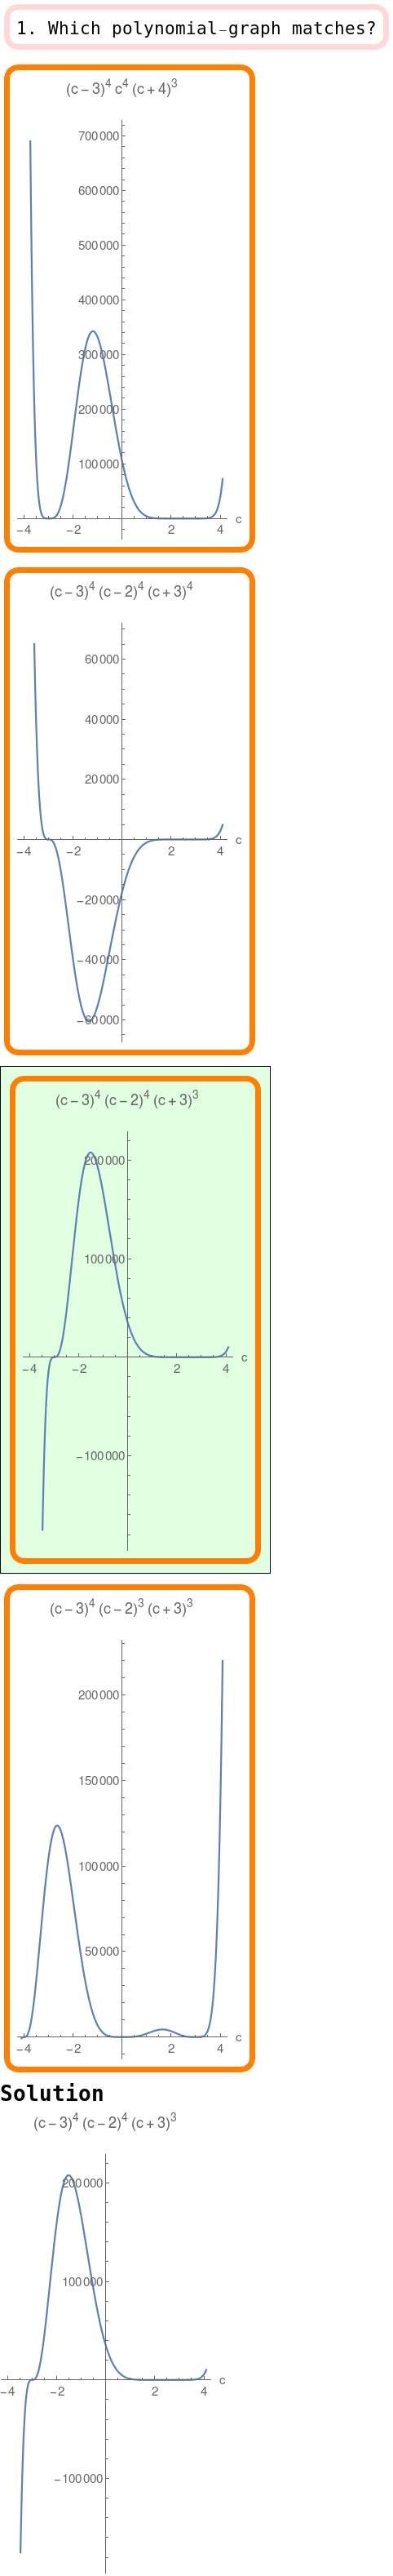 1. Which polynomial-graph matches?
(c − 3)⁴ c⁴ (c + 4)³
700 000
600 000
500 000
400 000
300 000
200 000
100 000
−4 −2 2 4 c
(c − 3)⁴ (c − 2)⁴ (c + 3)⁴
60 000
40 000
20 000
−4 −2 2 4 c
−20 000
−40 000
−60 000
(c − 3)⁴ (c − 2)⁴ (c + 3)³
200 000
100 000
−4 −2 2 4 c
−100 000
(c − 3)⁴ (c − 2)³ (c + 3)³
200 000
150 000
100 000
50 000
−4 −2 2 4 c
Solution
(c − 3)⁴ (c − 2)⁴ (c + 3)³
200 000
100 000
−4 −2 2 4 c
−100 000